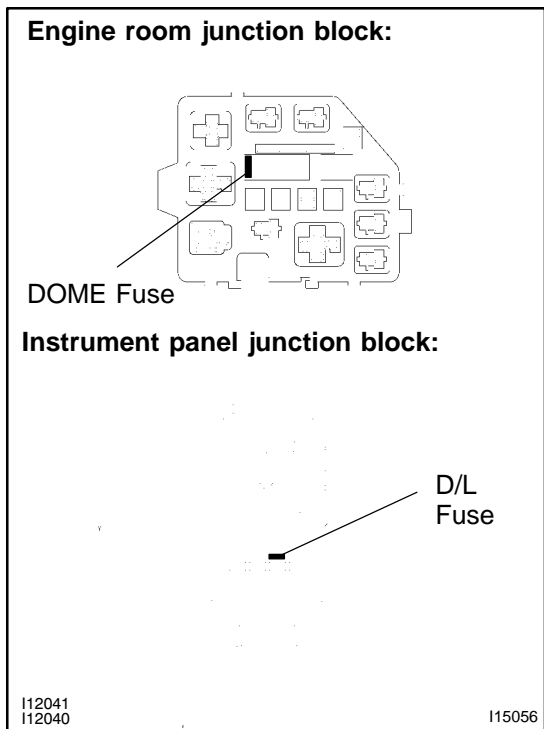 Engine room junction block:
DOME Fuse
Instrument panel junction block:
D/L
Fuse
I12041
I12040
I15056